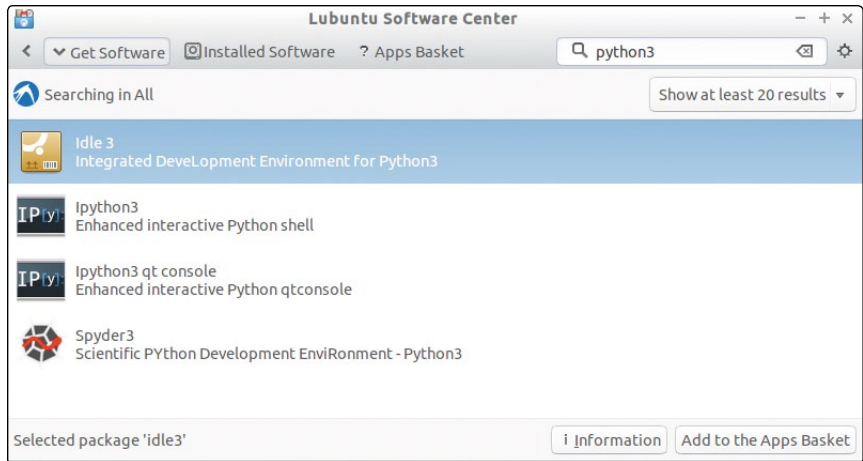 Lubuntu Software Center
Get Software
Installed Software
? Apps Basket
python3
Searching in All
Show at least 20 results
Idle 3
Integrated DeveLopment Environment for Python3
IP[y]:
Ipython3
Enhanced interactive Python shell
IP[y]:
Ipython3 qt console
Enhanced interactive Python qtconsole
Spyder3
Scientific PYthon Development EnviRonment - Python3
Selected package 'idle3'
i Information
Add to the Apps Basket